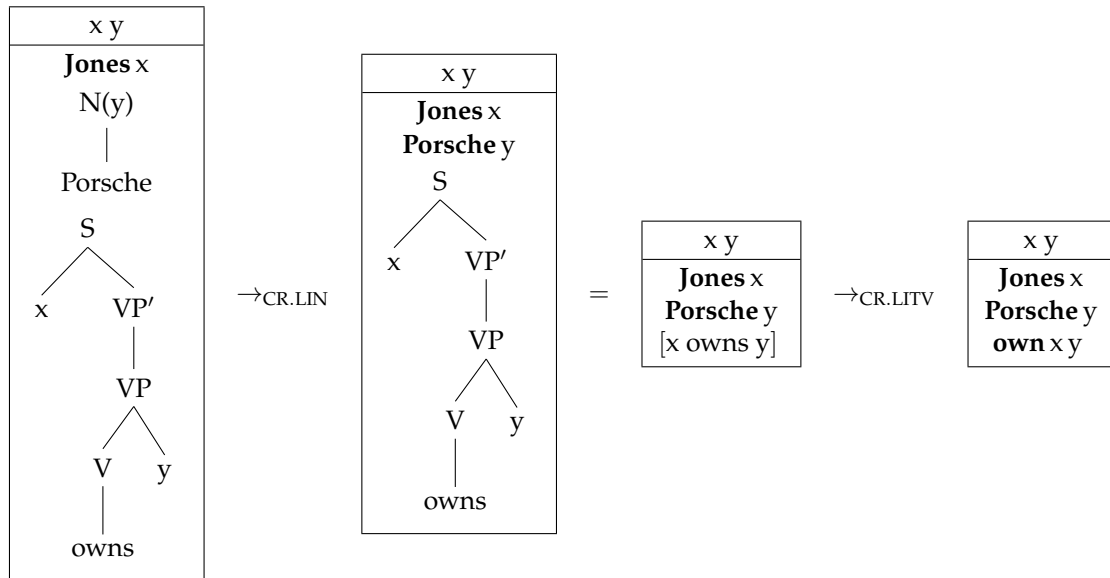 x y
Jones x
N(y)
Porsche
S
x VP′
VP
V y
owns
→CR.LIN
x y
Jones x
Porsche y
S
x VP′
VP
V y
owns
=
x y
Jones x
Porsche y
[x owns y]
→CR.LITV
x y
Jones x
Porsche y
own x y